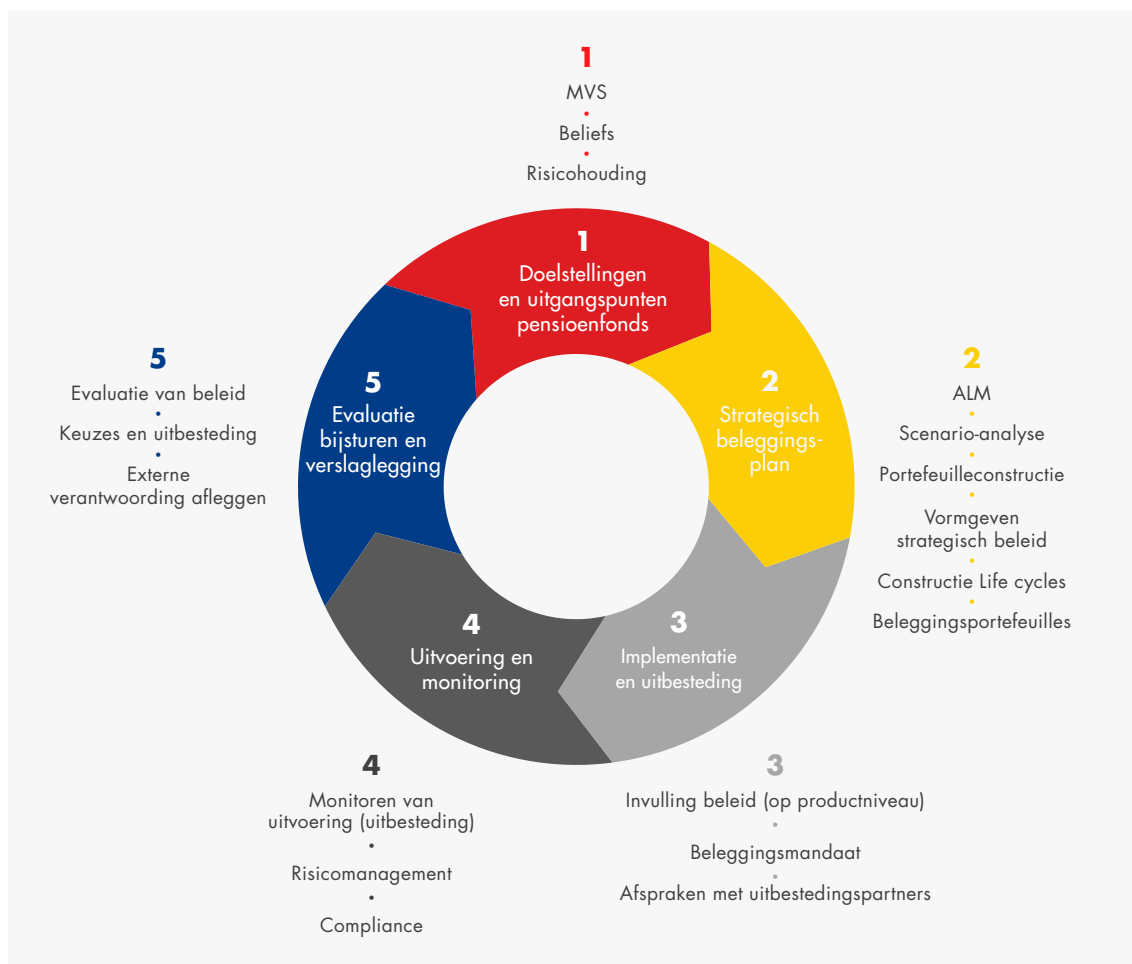 1
MVS
Beliefs
Risicohouding
1
Doelstellingen
en uitgangspunten
pensioenfonds
2
Strategisch
beleggings-
plan
2
ALM
Scenario-analyse
Portefeuilleconstructie
Vormgeven
strategisch beleid
Constructie Life cycles
Beleggingsportefeuilles
3
Implementatie
en uitbesteding
3
Invulling beleid (op productniveau)
Beleggingsmandaat
Afspraken met uitbestedingspartners
4
Uitvoering en
monitoring
4
Monitoren van
uitvoering (uitbesteding)
Risicomanagement
Compliance
5
Evaluatie
bijsturen en
verslaglegging
5
Evaluatie van beleid
Keuzes en uitbesteding
Externe
verantwoording afleggen